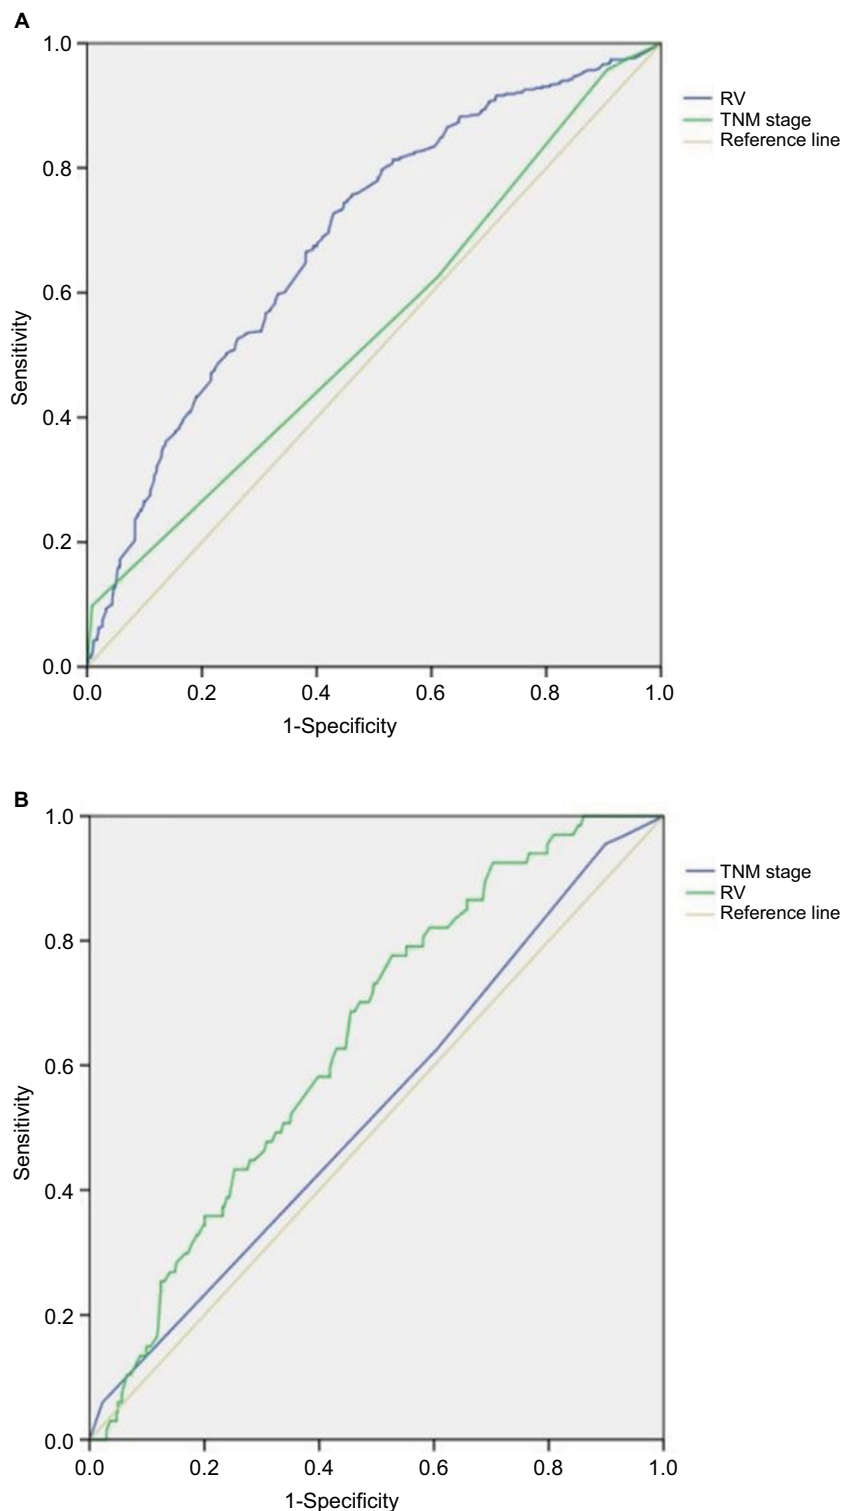 A
1.0
0.8
0.6
0.4
0.2
0.0
Sensitivity
0.0 0.2 0.4 0.6 0.8 1.0
1-Specificity
RV
TNM stage
Reference line
B
1.0
0.8
0.6
0.4
0.2
0.0
Sensitivity
0.0 0.2 0.4 0.6 0.8 1.0
1-Specificity
TNM stage
RV
Reference line